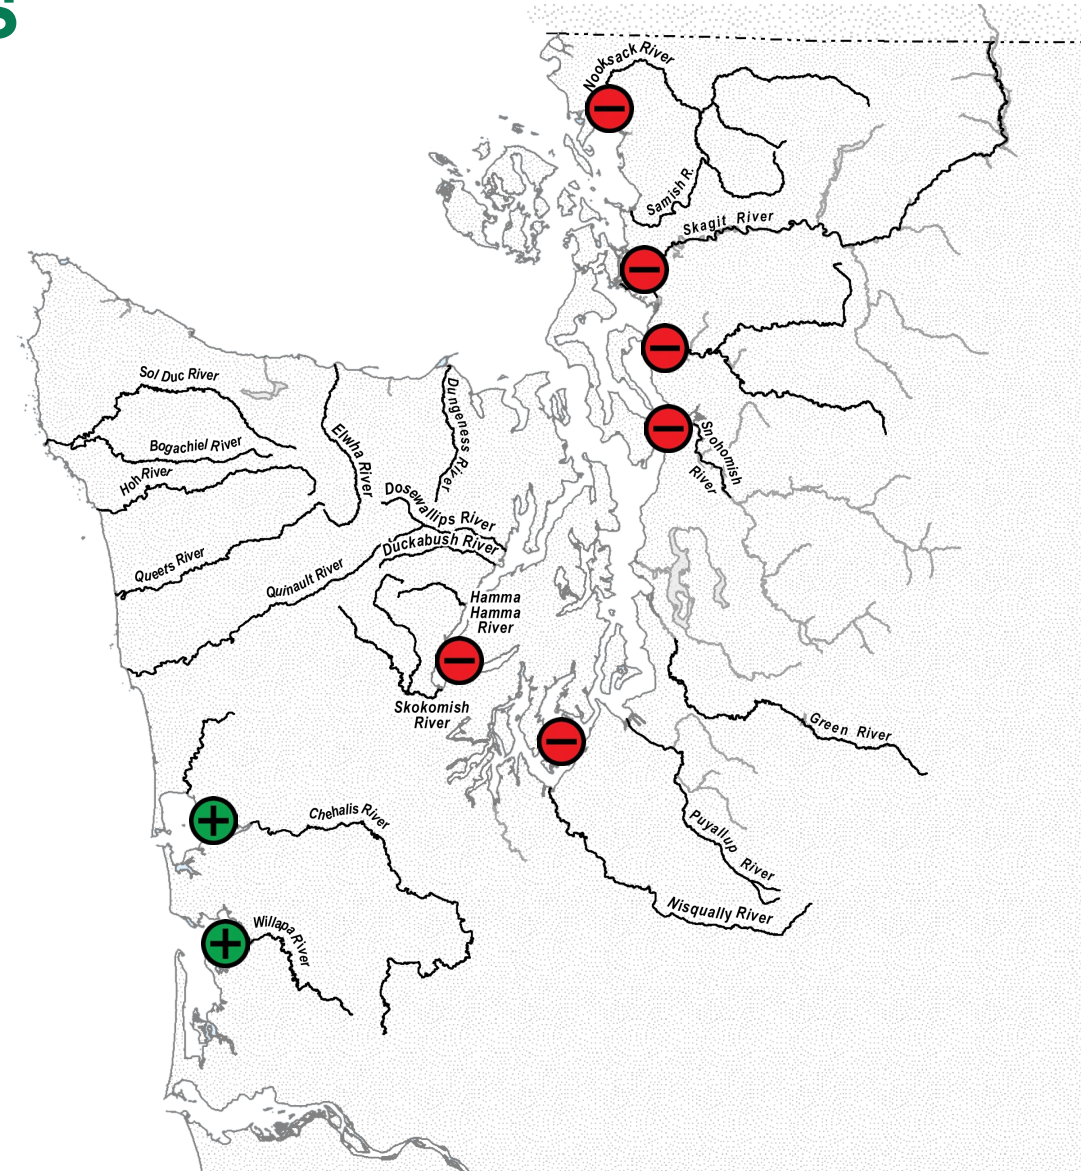 s
Nooksack River
Samish R.
Skagit River
Sol Duc River
Bogachiel River
Hoh River
Elwha River
Dungeness River
Snohomish
River
Dosewallips River
Duckabush River
Queets River
Quinault River
Hamma
Hamma
River
Skokomish
River
Green River
Chehalis River
Puyallup River
Nisqually River
Willapa River